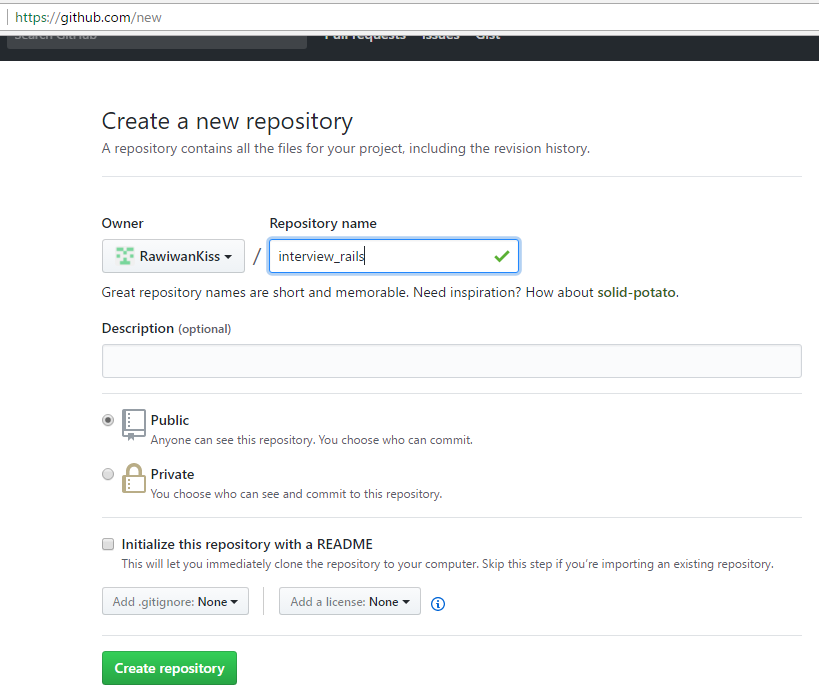 https://github.com/new
Search GitHub Pull requests Issues Gist
Create a new repository
A repository contains all the files for your project, including the revision history.
Owner Repository name
RawiwanKiss / interview_rails
Great repository names are short and memorable. Need inspiration? How about solid-potato.
Description (optional)
Public
Anyone can see this repository. You choose who can commit.
Private
You choose who can see and commit to this repository.
Initialize this repository with a README
This will let you immediately clone the repository to your computer. Skip this step if you’re importing an existing repository.
Add .gitignore: None Add a license: None
Create repository